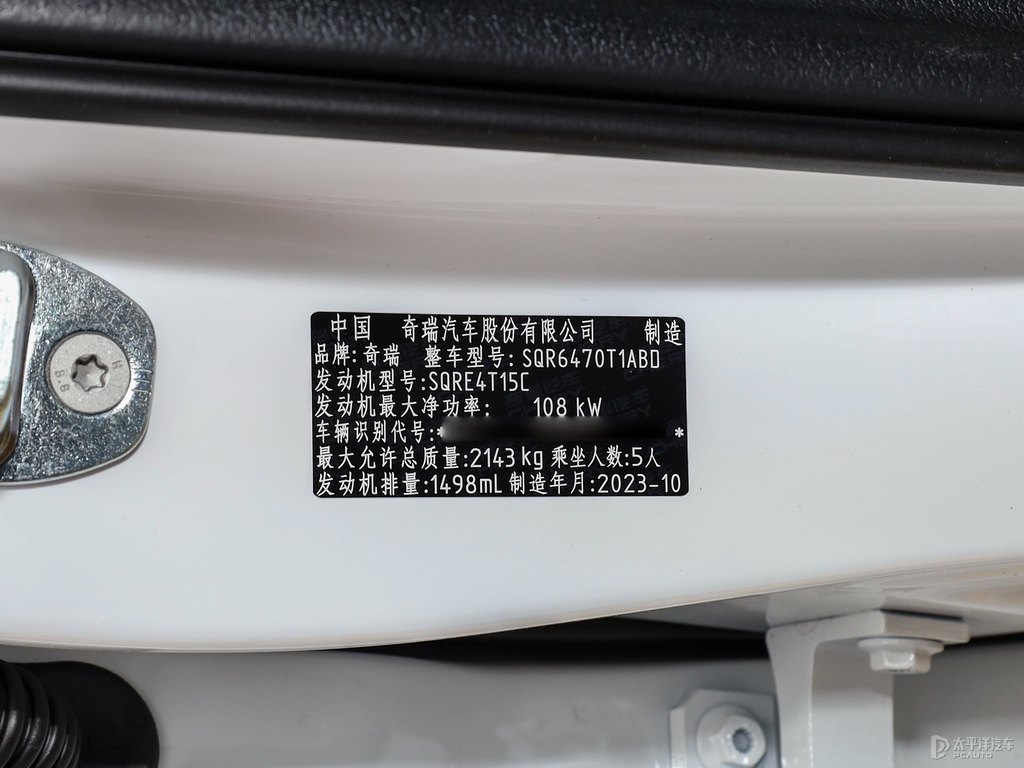 中国 奇瑞汽车股份有限公司 制造
品牌:奇瑞 整车型号:SQR6470T1ABD
发动机型号:SQRE4T15C
发动机最大净功率: 108 kW
车辆识别代号:* *
最大允许总质量:2143 kg 乘坐人数:5人
发动机排量:1498mL 制造年月:2023-10
8.8
太平洋汽车
PCAUTO